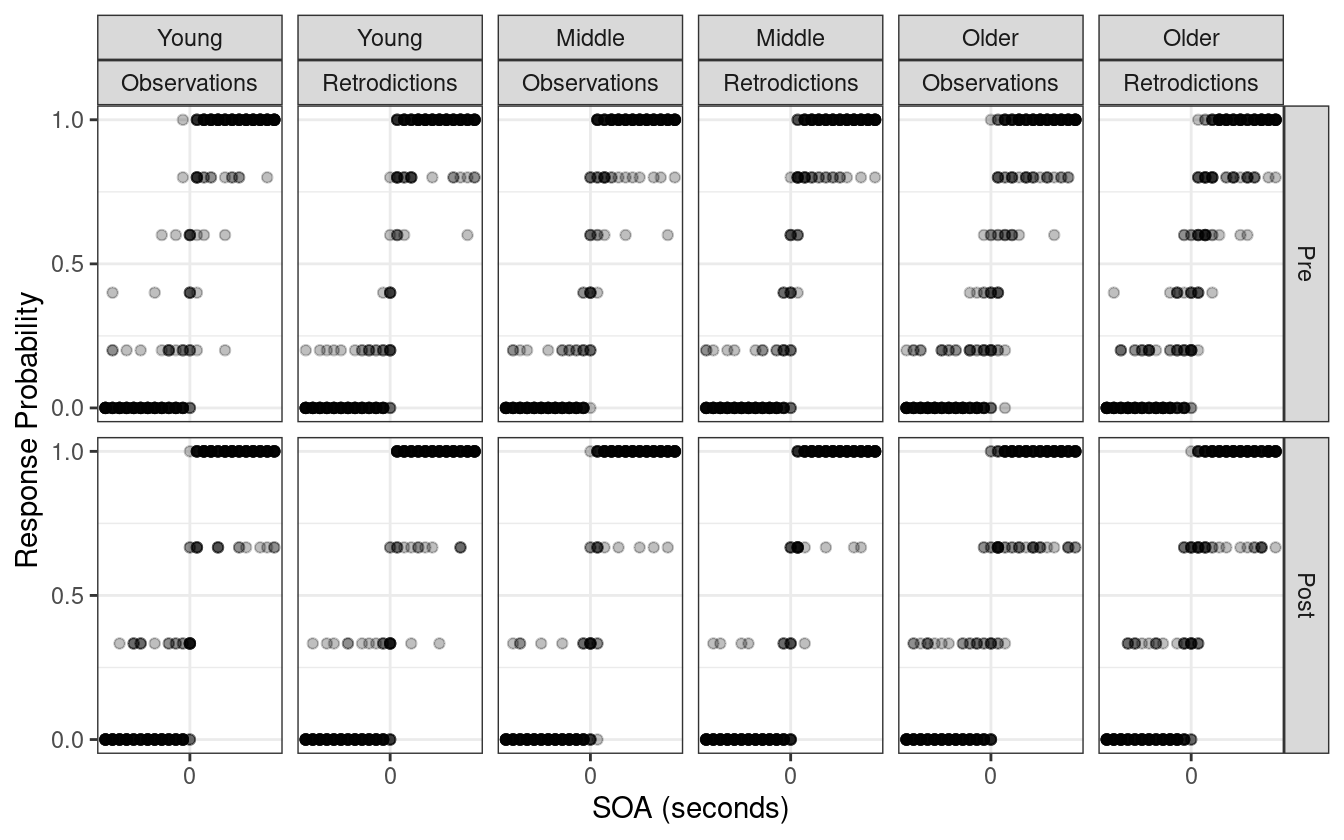 Young Young Middle Middle Older Older
Observations Retrodictions Observations Retrodictions Observations Retrodictions
1.0
0.5
0.0
Pre
1.0
0.5
0.0
Post
Response Probability
0 0 0 0 0 0
SOA (seconds)